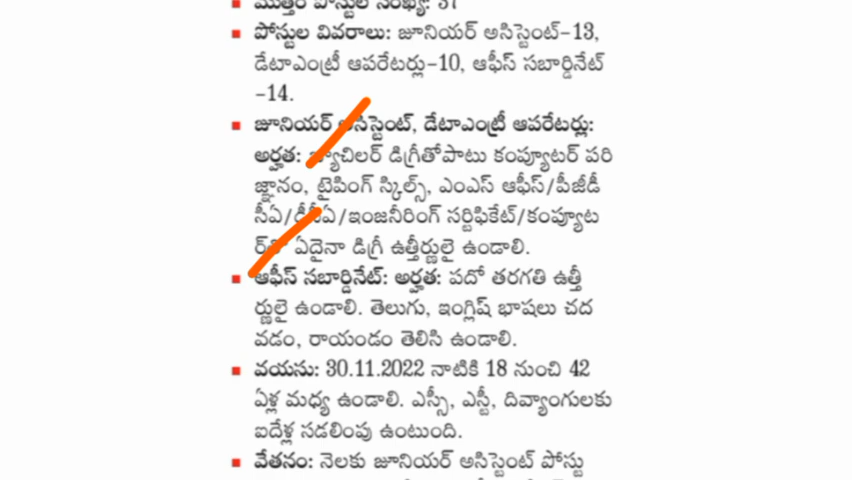 మొత్తం పోస్టుల సంఖ్య: 37
పోస్టుల వివరాలు: జూనియర్ అసిస్టెంట్-13,
డేటాఎంట్రీ ఆపరేటర్లు-10, ఆఫీస్ సబార్డినేట్
-14.
జూనియర్ అసిస్టెంట్, డేటాఎంట్రీ ఆపరేటర్లు:
అర్హత: బ్యాచిలర్ డిగ్రీతోపాటు కంప్యూటర్ పరి
జ్ఞానం, టైపింగ్ స్కిల్స్, ఎంఎస్ ఆఫీస్/పీజీడీ
సీఏ/డీసీఏ/ఇంజనీరింగ్ సర్టిఫికేట్/కంప్యూట
ర్‌తో ఏదైనా డిగ్రీ ఉత్తీర్ణులై ఉండాలి.
ఆఫీస్ సబార్డినేట్: అర్హత: పదో తరగతి ఉత్తీ
ర్ణులై ఉండాలి. తెలుగు, ఇంగ్లిష్ భాషలు చద
వడం, రాయండం తెలిసి ఉండాలి.
వయసు: 30.11.2022 నాటికి 18 నుంచి 42
ఏళ్ల మధ్య ఉండాలి. ఎస్సీ, ఎస్టీ, దివ్యాంగులకు
ఐదేళ్ల సడలింపు ఉంటుంది.
వేతనం: నెలకు జూనియర్ అసిస్టెంట్ పోస్టు